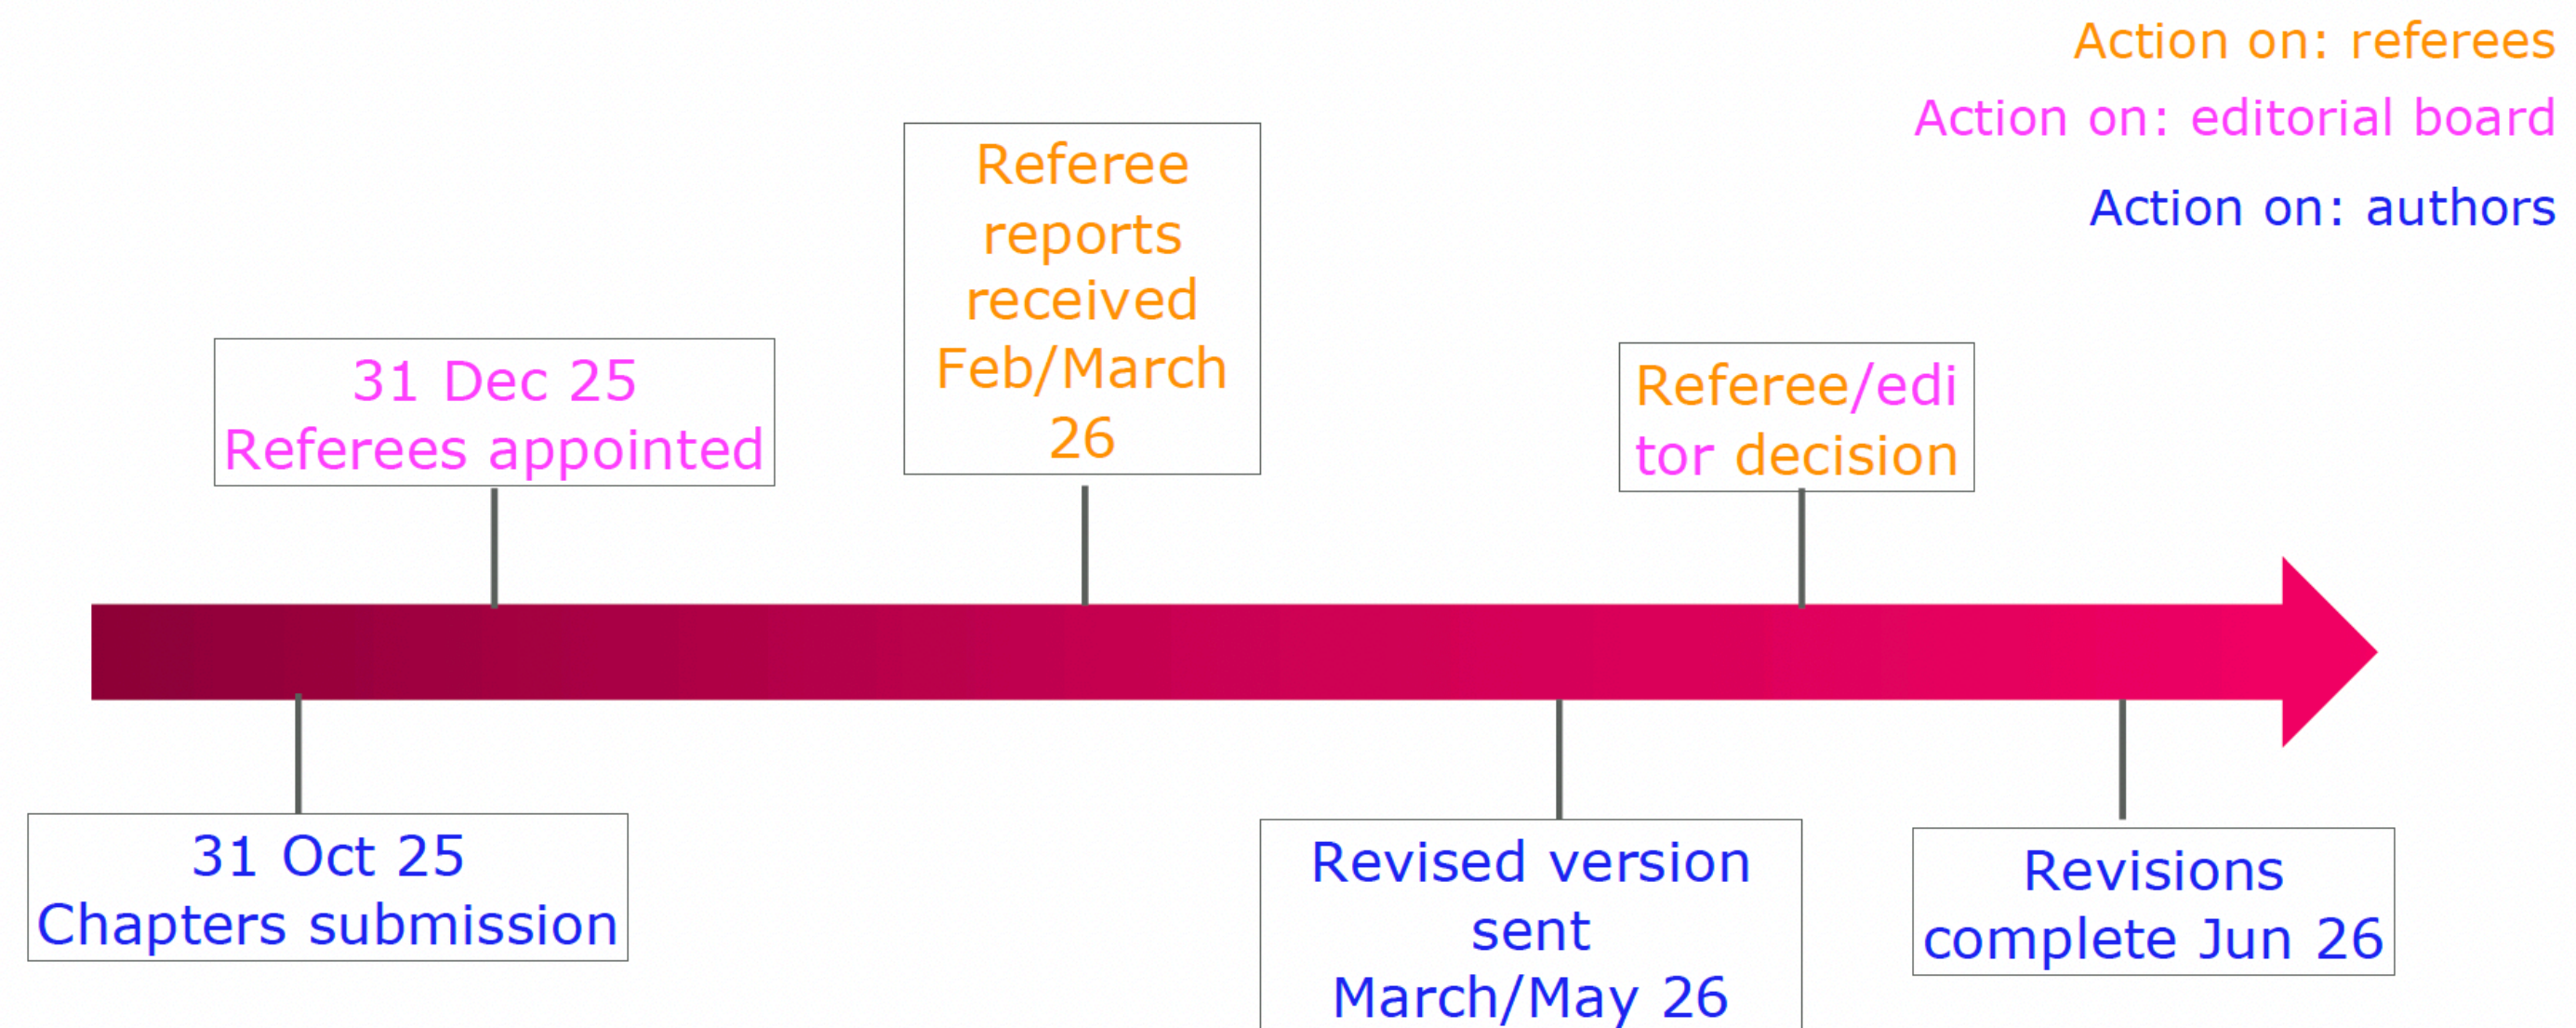 Action on: referees
Action on: editorial board
Action on: authors
Referee
reports
received
Feb/March
26
31 Dec 25
Referees appointed
Referee/edi
tor decision
31 Oct 25
Chapters submission
Revised version
sent
March/May 26
Revisions
complete Jun 26